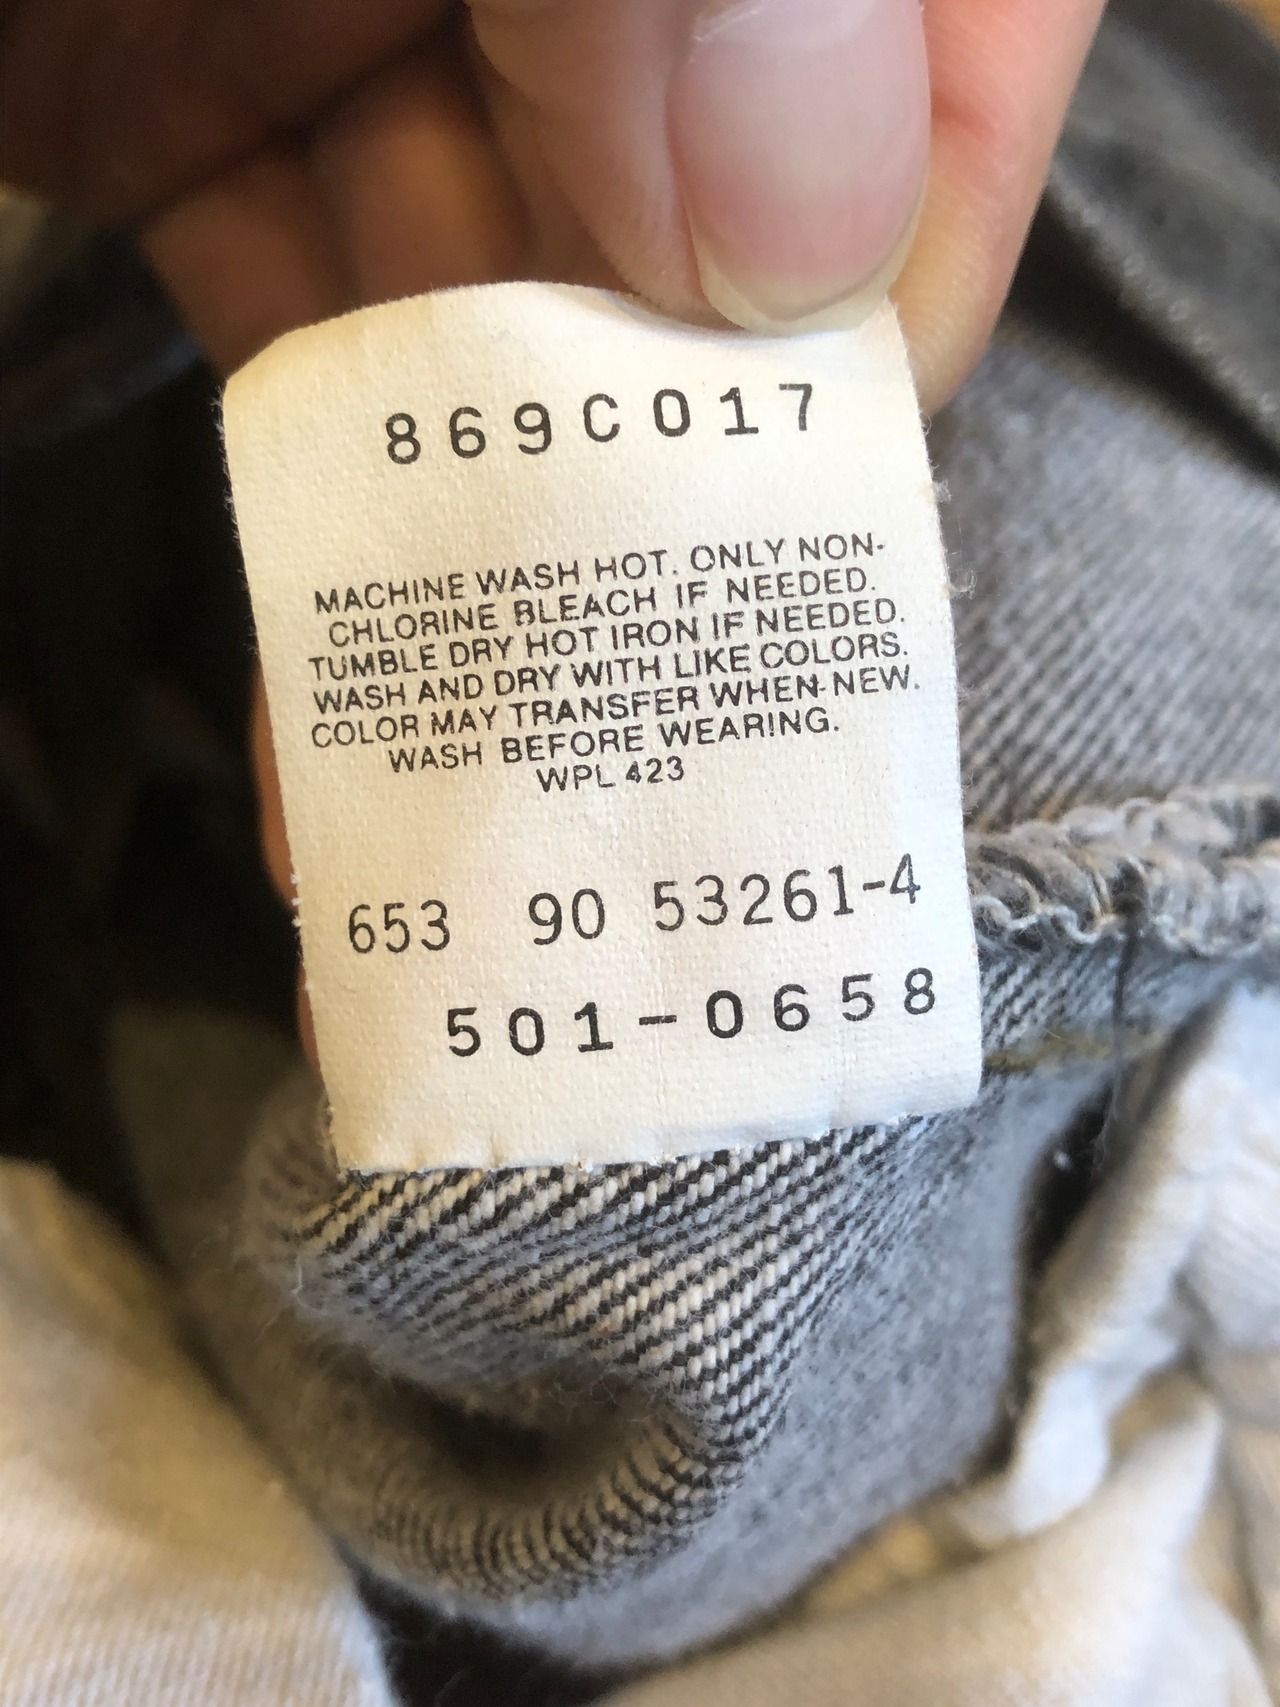 869C017
MACHINE WASH HOT. ONLY NON-
CHLORINE BLEACH IF NEEDED.
TUMBLE DRY HOT IRON IF NEEDED.
WASH AND DRY WITH LIKE COLORS.
COLOR MAY TRANSFER WHEN NEW.
WASH BEFORE WEARING.
WPL 423
653 90 53261-4
501-0658